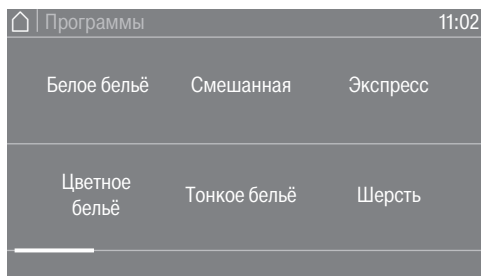 Программы 11:02
Белое бельё Смешанная Экспресс
Цветное
бельё Тонкое бельё Шерсть